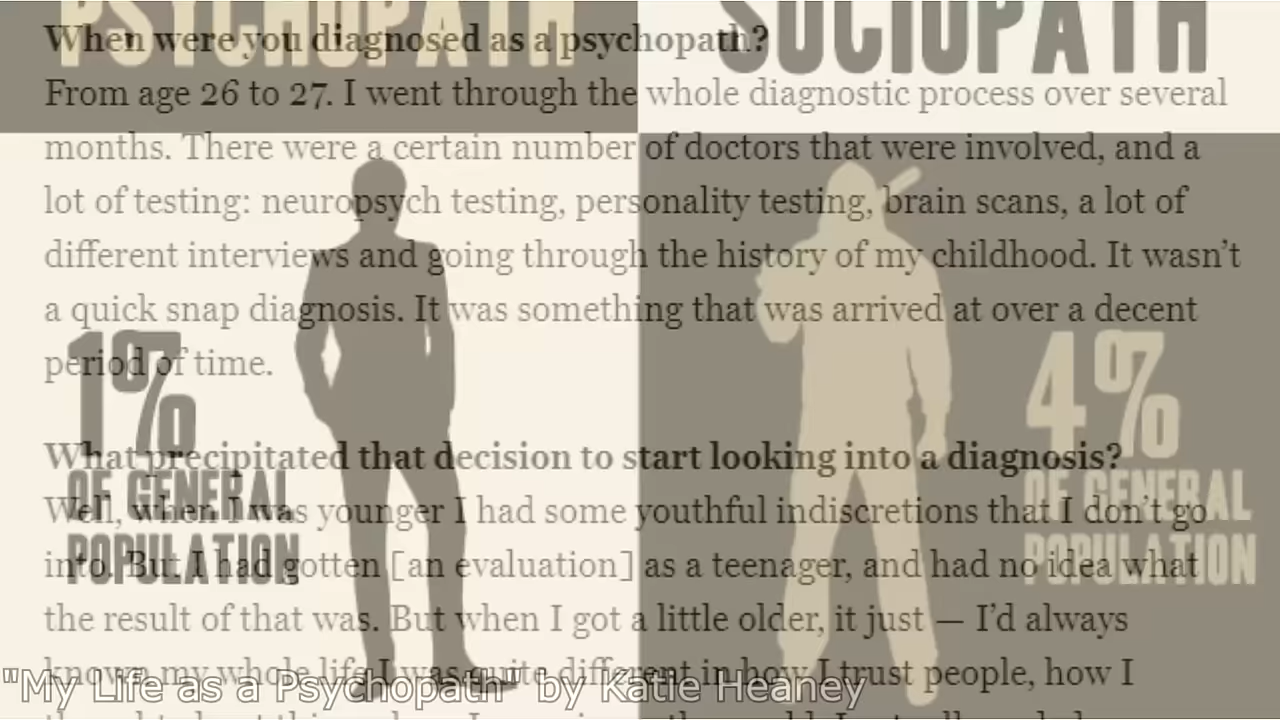 PSYCHOPATH
SOCIOPATH
When were you diagnosed as a psychopath?
From age 26 to 27. I went through the whole diagnostic process over several
months. There were a certain number of doctors that were involved, and a
lot of testing: neuropsych testing, personality testing, brain scans, a lot of
different interviews and going through the history of my childhood. It wasn't
a quick snap diagnosis. It was something that was arrived at over a decent
period of time.
1%
OF GENERAL
POPULATION
4%
OF GENERAL
POPULATION
What precipitated that decision to start looking into a diagnosis?
Well, when I was younger I had some youthful indiscretions that I don't go
into. But I had gotten [an evaluation] as a teenager, and had no idea what
the result of that was. But when I got a little older, it just — I'd always
known my whole life I was quite different in how I trust people, how I
"My Life as a Psychopath" by Katie Heaney